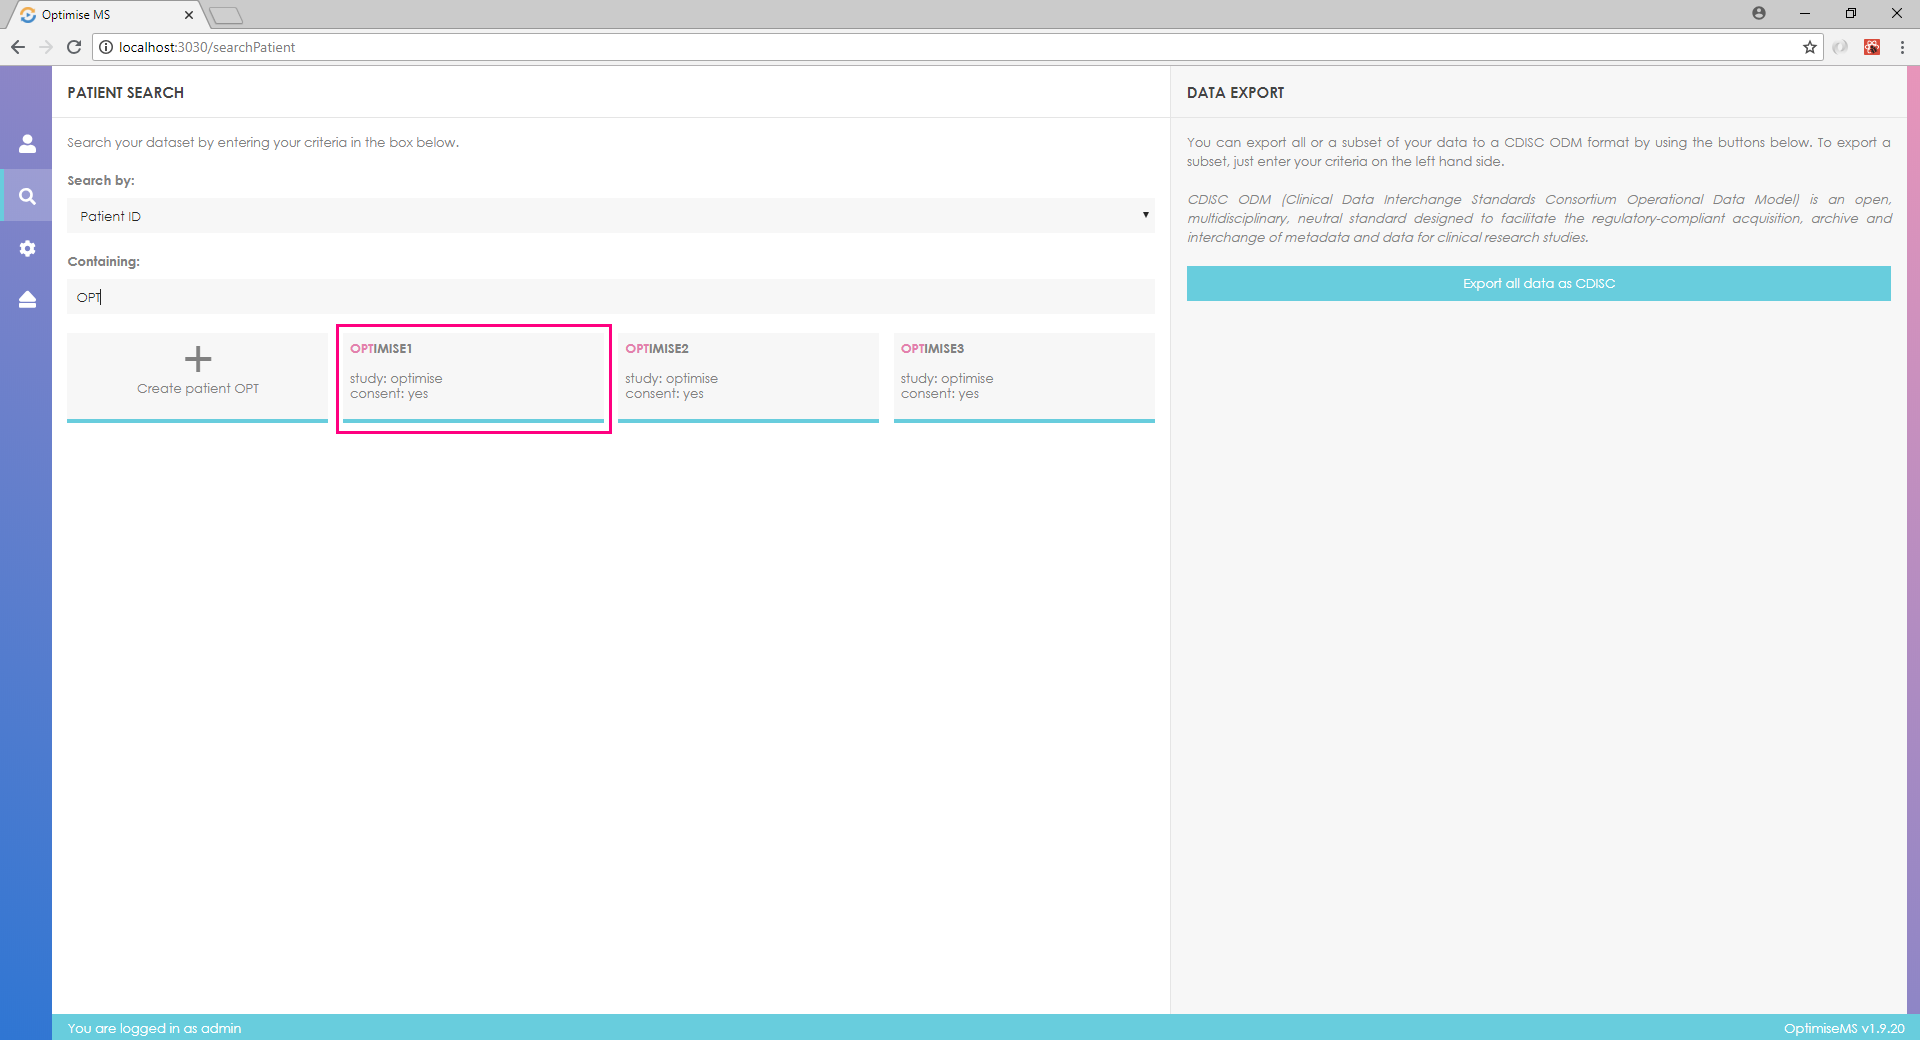 Optimise MS
localhost:3030/searchPatient
PATIENT SEARCH
Search your dataset by entering your criteria in the box below.
Search by:
Patient ID
Containing:
OPT
Create patient OPT
OPTIMISE1
study: optimise
consent: yes
OPTIMISE2
study: optimise
consent: yes
OPTIMISE3
study: optimise
consent: yes
DATA EXPORT
You can export all or a subset of your data to a CDISC ODM format by using the buttons below. To export a
subset, just enter your criteria on the left hand side.
CDISC ODM (Clinical Data Interchange Standards Consortium Operational Data Model) is an open,
multidisciplinary, neutral standard designed to facilitate the regulatory-compliant acquisition, archive and
interchange of metadata and data for clinical research studies.
Export all data as CDISC
You are logged in as admin
OptimiseMS v1.9.20